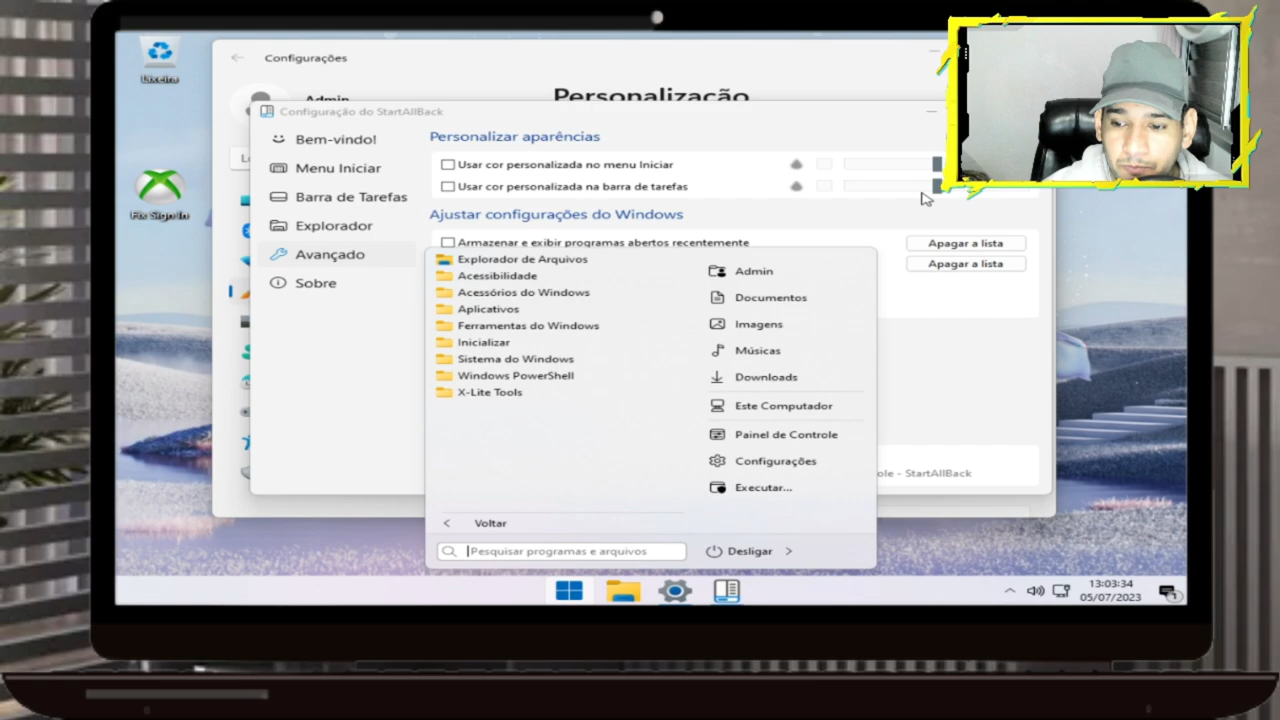 Lixeira
Fix Sign In
Configurações
Admin
Personalização
Configuração do StartAllBack
Bem-vindo!
Menu Iniciar
Barra de Tarefas
Explorador
Avançado
Sobre
Personalizar aparências
Usar cor personalizada no menu Iniciar
Usar cor personalizada na barra de tarefas
Ajustar configurações do Windows
Armazenar e exibir programas abertos recentemente
Apagar a lista
Apagar a lista
Explorador de Arquivos
Acessibilidade
Acessórios do Windows
Aplicativos
Ferramentas do Windows
Inicializar
Sistema do Windows
Windows PowerShell
X-Lite Tools
Voltar
Pesquisar programas e arquivos
Admin
Documentos
Imagens
Músicas
Downloads
Este Computador
Painel de Controle
Configurações
Executar...
Desligar
ole - StartAllBack
13:03:34
05/07/2023
1